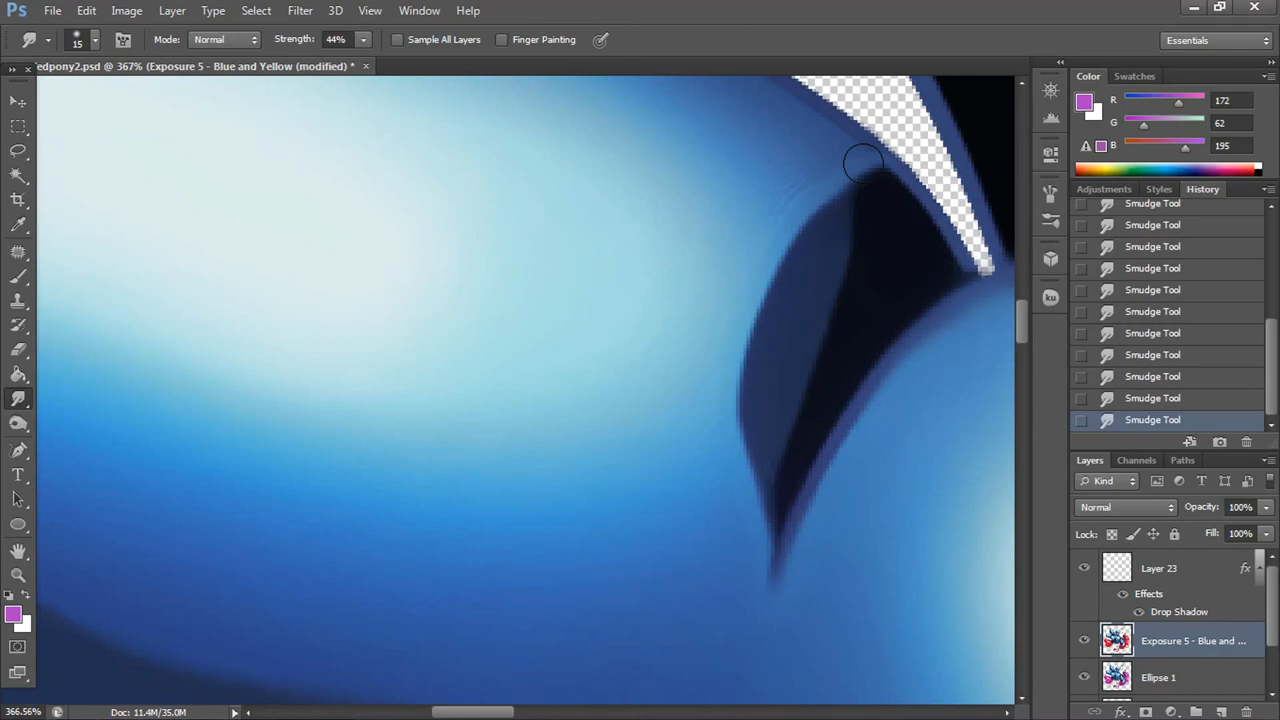 Ps File Edit Image Layer Type Select Filter 3D View Window Help
15 Mode: Normal Strength: 44% Sample All Layers Finger Painting Essentials
edpony2.psd @ 367% (Exposure 5 - Blue and Yellow (modified) * ×
Color Swatches
R 172
G 62
B 195
Adjustments Styles History
Smudge Tool
Smudge Tool
Smudge Tool
Smudge Tool
Smudge Tool
Smudge Tool
Smudge Tool
Smudge Tool
Smudge Tool
Smudge Tool
Smudge Tool
Layers Channels Paths
Kind
Normal Opacity: 100%
Lock: Fill: 100%
Layer 23 fx
Effects
Drop Shadow
Exposure 5 - Blue and ...
Ellipse 1
366.56% Doc: 11.4M/35.0M
ku
fx